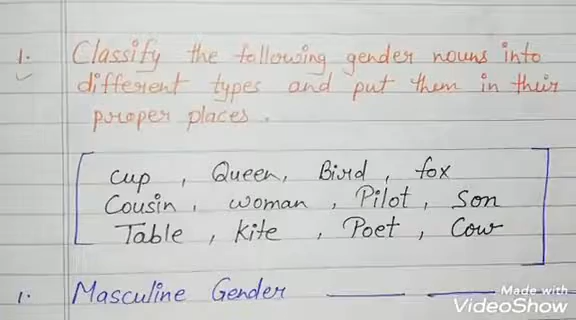 1. Classify the following gender nouns into
different types and put them in their
proper places.
cup , Queen, Bird , fox
Cousin , woman , Pilot , Son
Table , kite , Poet , Cow
1. Masculine Gender
Made with
VideoShow